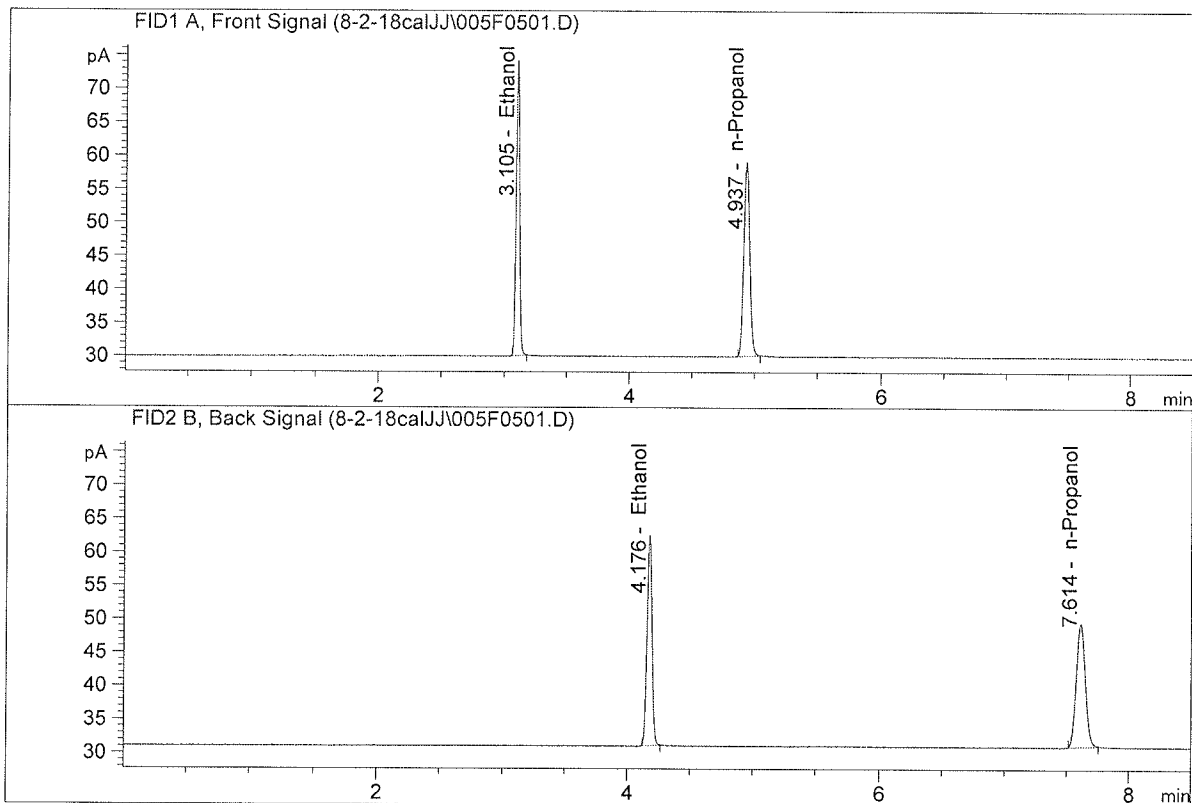 FID1 A, Front Signal (8-2-18calJJ\005F0501.D)
pA
70
65
60
55
50
45
40
35
30
3.105 - Ethanol
4.937 - n-Propanol
2 4 6 8 min
FID2 B, Back Signal (8-2-18calJJ\005F0501.D)
pA
70
65
60
55
50
45
40
35
30
4.176 - Ethanol
7.614 - n-Propanol
2 4 6 8 min